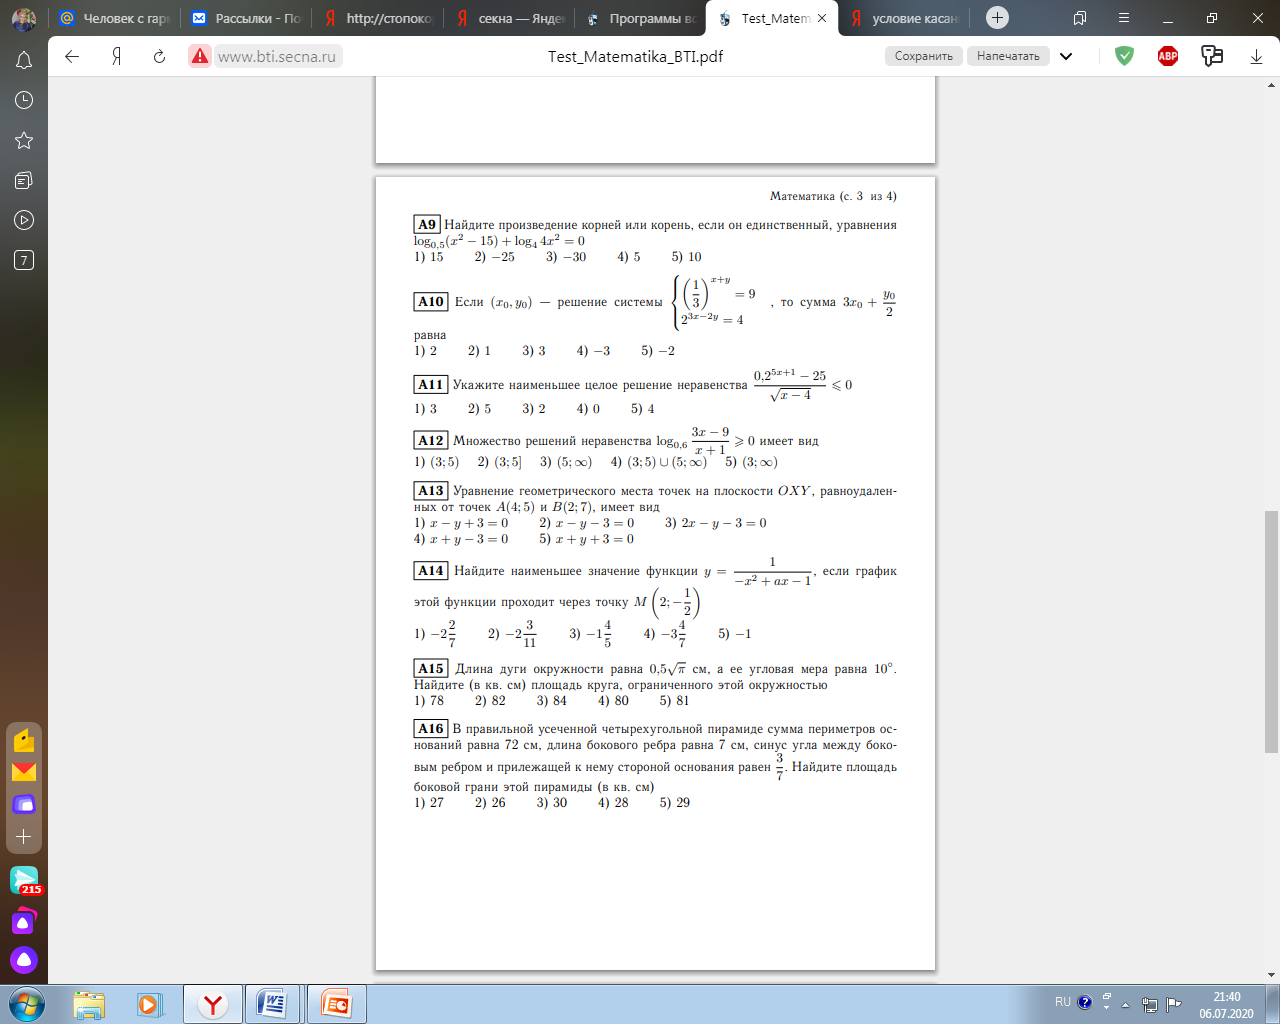 Человек с гар
Рассылки - По
http://стопоко
секна — Яндек
Программы вс
Test_Matem
условие касан
www.bti.secna.ru
Test_Matematika_BTI.pdf
Сохранить
Напечатать
ABP
7
215
Математика (с. 3 из 4)
A9 Найдите произведение корней или корень, если он единственный, уравнения
log₀,₅(x² − 15) + log₄ 4x² = 0
1) 15 2) −25 3) −30 4) 5 5) 10
A10 Если (x₀, y₀) — решение системы { (1/3)^(x+y) = 9, 2^(3x−2y) = 4 , то сумма 3x₀ + y₀/2
равна
1) 2 2) 1 3) 3 4) −3 5) −2
A11 Укажите наименьшее целое решение неравенства (0,2^(5x+1) − 25)/√(x − 4) ⩽ 0
1) 3 2) 5 3) 2 4) 0 5) 4
A12 Множество решений неравенства log₀,₆ (3x − 9)/(x + 1) ⩾ 0 имеет вид
1) (3; 5) 2) (3; 5] 3) (5; ∞) 4) (3; 5) ∪ (5; ∞) 5) (3; ∞)
A13 Уравнение геометрического места точек на плоскости OXY, равноудален-
ных от точек A(4; 5) и B(2; 7), имеет вид
1) x − y + 3 = 0 2) x − y − 3 = 0 3) 2x − y − 3 = 0
4) x + y − 3 = 0 5) x + y + 3 = 0
A14 Найдите наименьшее значение функции y = 1/(−x² + ax − 1), если график
этой функции проходит через точку M (2; −1/2)
1) −2 2/7 2) −2 3/11 3) −1 4/5 4) −3 4/7 5) −1
A15 Длина дуги окружности равна 0,5√π см, а ее угловая мера равна 10°.
Найдите (в кв. см) площадь круга, ограниченного этой окружностью
1) 78 2) 82 3) 84 4) 80 5) 81
A16 В правильной усеченной четырехугольной пирамиде сумма периметров ос-
нований равна 72 см, длина бокового ребра равна 7 см, синус угла между боко-
вым ребром и прилежащей к нему стороной основания равен 3/7. Найдите площадь
боковой грани этой пирамиды (в кв. см)
1) 27 2) 26 3) 30 4) 28 5) 29
RU
21:40
06.07.2020